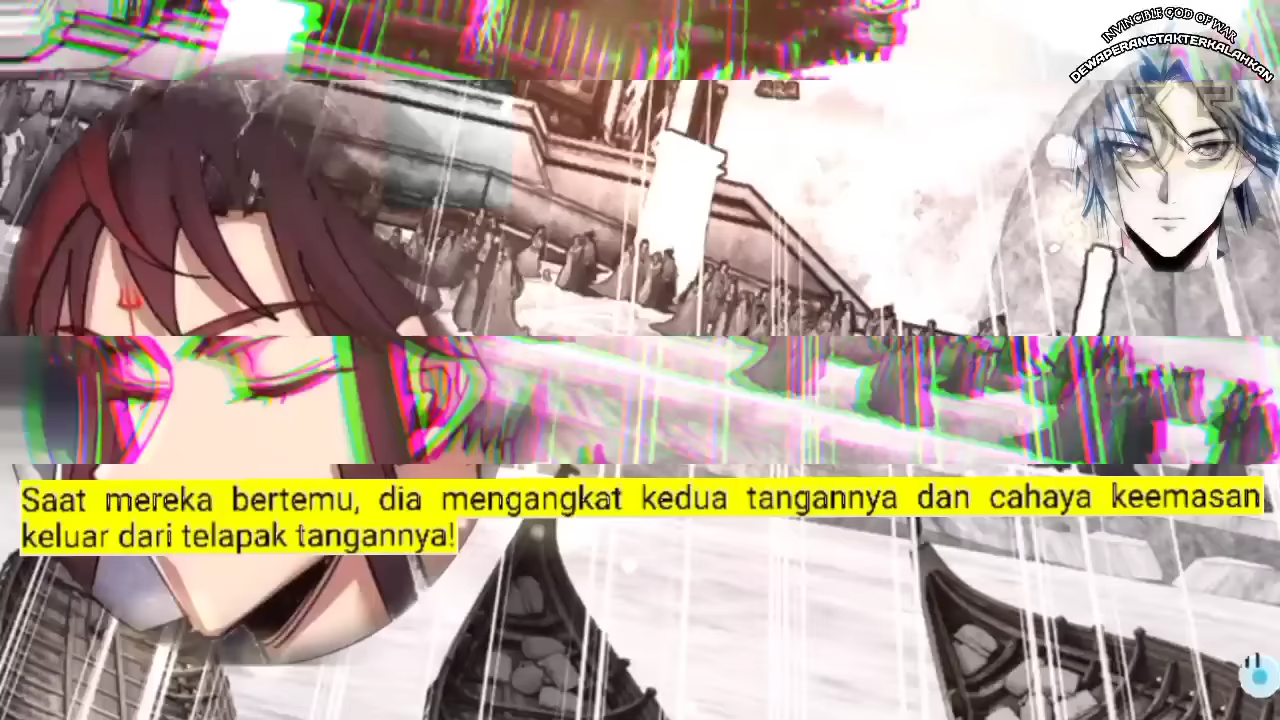 INVINCIBLE GOD OF WAR
DEWAPERANGTAKTERKALAHKAN
Saat mereka bertemu, dia mengangkat kedua tangannya dan cahaya keemasan
keluar dari telapak tangannya!